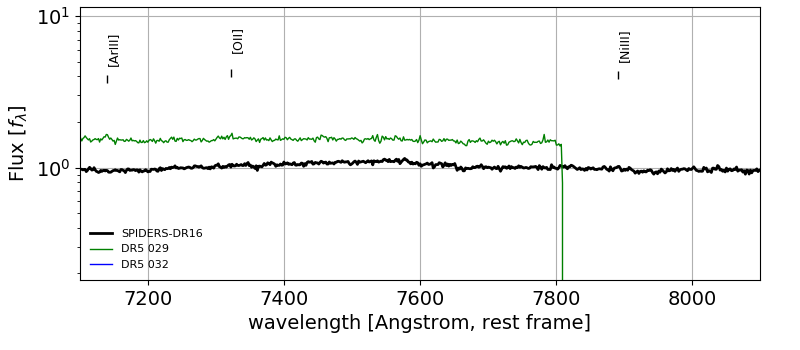 10¹
[ArIII]
[OII]
[NiIII]
Flux [fλ]
10⁰
SPIDERS-DR16
DR5 029
DR5 032
7200 7400 7600 7800 8000
wavelength [Angstrom, rest frame]